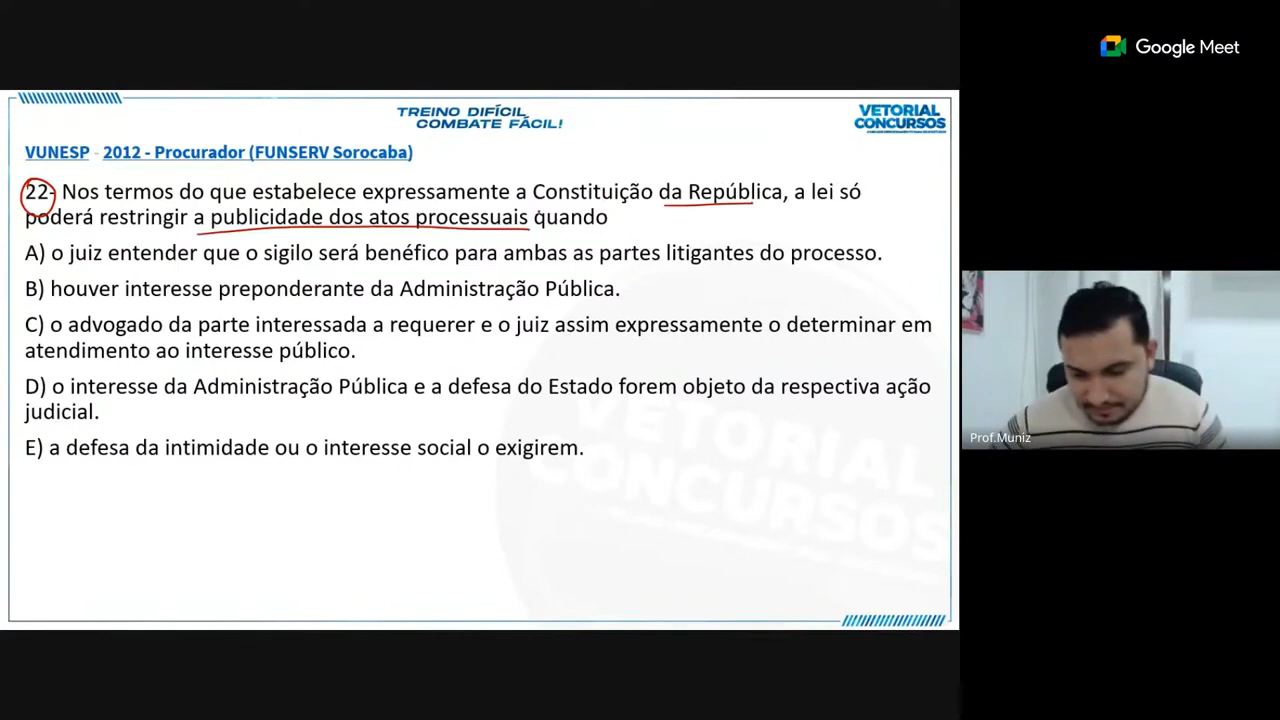 Google Meet
TREINO DIFÍCIL
COMBATE FÁCIL!
VETORIAL
CONCURSOS
VUNESP - 2012 - Procurador (FUNSERV Sorocaba)
22- Nos termos do que estabelece expressamente a Constituição da República, a lei só
poderá restringir a publicidade dos atos processuais quando
A) o juiz entender que o sigilo será benéfico para ambas as partes litigantes do processo.
B) houver interesse preponderante da Administração Pública.
C) o advogado da parte interessada a requerer e o juiz assim expressamente o determinar em
atendimento ao interesse público.
D) o interesse da Administração Pública e a defesa do Estado forem objeto da respectiva ação
judicial.
E) a defesa da intimidade ou o interesse social o exigirem.
VETORIAL
CONCURSOS
Prof.Muniz